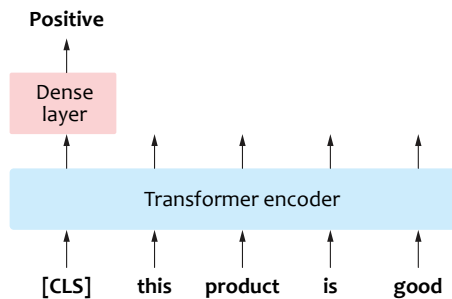 Positive
Dense
layer
Transformer encoder
[CLS] this product is good